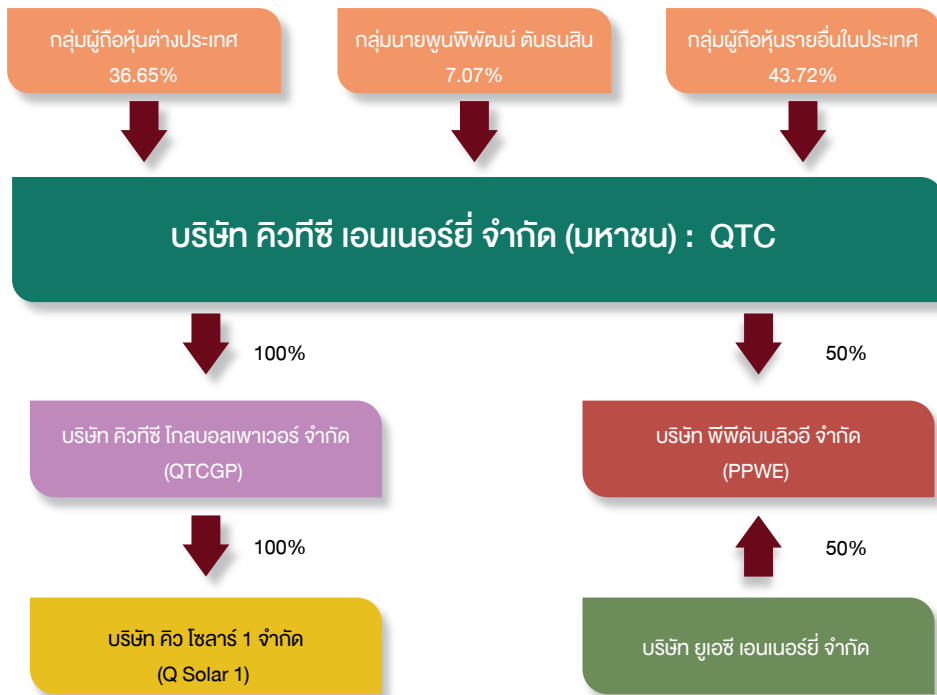 กลุ่มผู้ถือหุ้นต่างประเทศ
36.65%
กลุ่มนายพูนพิพัฒน์ ตันธนสิน
7.07%
กลุ่มผู้ถือหุ้นรายอื่นในประเทศ
43.72%
บริษัท คิวทีซี เอนเนอร์ยี่ จำกัด (มหาชน) : QTC
100%
50%
บริษัท คิวทีซี โกลบอลเพาเวอร์ จำกัด
(QTCGP)
บริษัท พีพีดับบลิวอี จำกัด
(PPWE)
100%
50%
บริษัท คิว โซลาร์ 1 จำกัด
(Q Solar 1)
บริษัท ยูเอซี เอนเนอร์ยี่ จำกัด